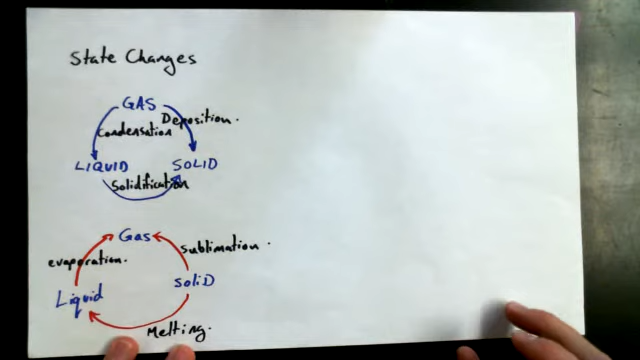 State Changes
GAS
Deposition.
Condensation
LIQUID SOLID
Solidification
Gas
sublimation.
evaporation.
SoliD
Liquid
Melting.